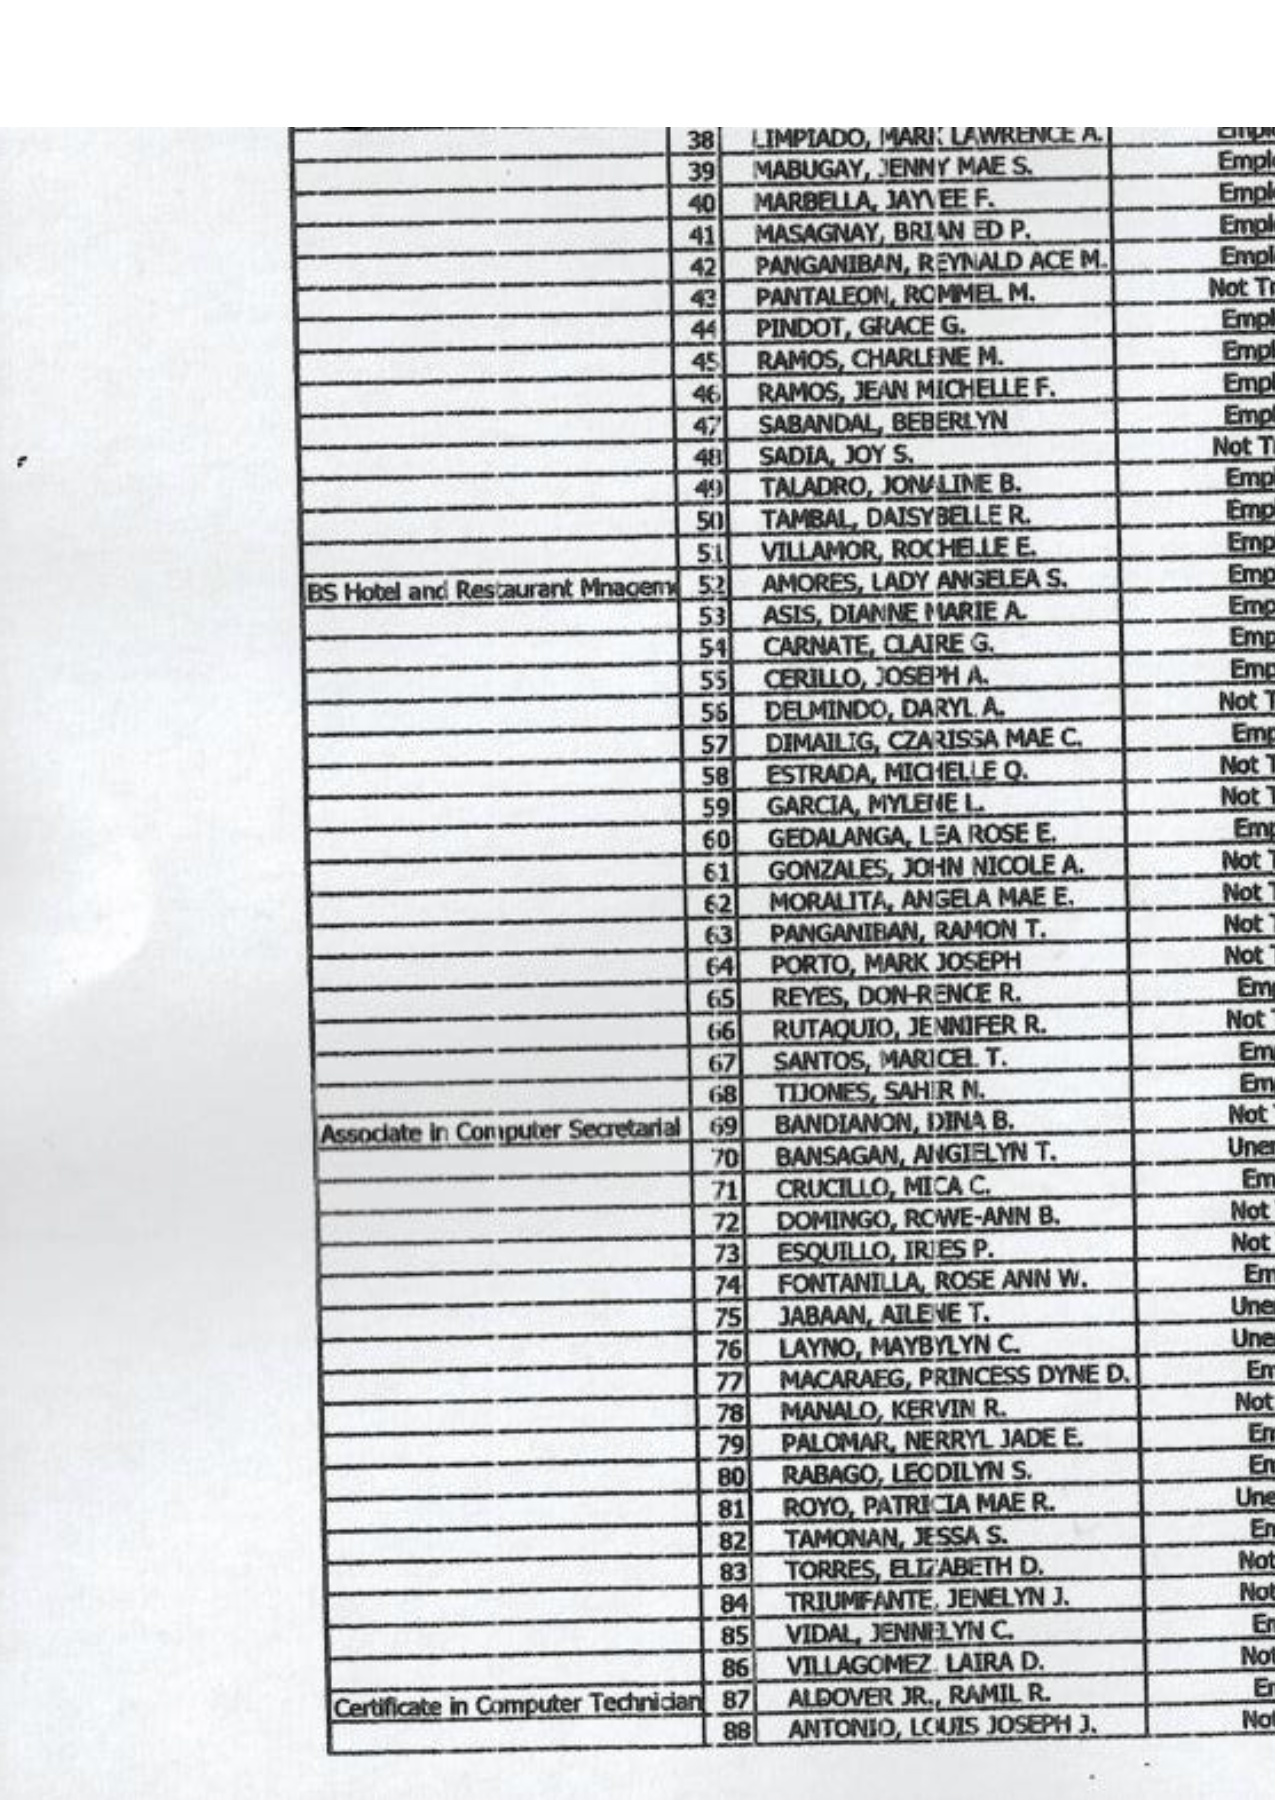 38 LIMPIADO, MARK LAWRENCE A. Emplo
39 MABUGAY, JENNY MAE S. Emplo
40 MARBELLA, JAYVEE F. Emplo
41 MASAGNAY, BRIAN ED P. Emplo
42 PANGANIBAN, REYNALD ACE M. Emplo
43 PANTALEON, ROMMEL M. Not Tr
44 PINDOT, GRACE G. Empl
45 RAMOS, CHARLENE M. Empl
46 RAMOS, JEAN MICHELLE F. Empl
47 SABANDAL, BEBERLYN Empl
48 SADIA, JOY S. Not Tr
49 TALADRO, JONALINE B. Empl
50 TAMBAL, DAISYBELLE R. Emp
51 VILLAMOR, ROCHELLE E. Emp
BS Hotel and Restaurant Mnagem 52 AMORES, LADY ANGELEA S. Emp
53 ASIS, DIANNE MARIE A. Emp
54 CARNATE, CLAIRE G. Emp
55 CERILLO, JOSEPH A. Emp
56 DELMINDO, DARYL A. Not T
57 DIMAILIG, CZARISSA MAE C. Emp
58 ESTRADA, MICHELLE O. Not T
59 GARCIA, MYLENE L. Not T
60 GEDALANGA, LEA ROSE E. Emp
61 GONZALES, JOHN NICOLE A. Not T
62 MORALITA, ANGELA MAE E. Not T
63 PANGANIBAN, RAMON T. Not T
64 PORTO, MARK JOSEPH Not T
65 REYES, DON-RENCE R. Emp
66 RUTAQUIO, JENNIFER R. Not T
67 SANTOS, MARICEL T. Em
68 TIJONES, SAHIR N. Em
Associate in Computer Secretarial 69 BANDIANON, DINA B. Not T
70 BANSAGAN, ANGIELYN T. Uner
71 CRUCILLO, MICA C. Em
72 DOMINGO, ROWE-ANN B. Not
73 ESQUILLO, IRIES P. Not
74 FONTANILLA, ROSE ANN W. Em
75 JABAAN, AILENE T. Une
76 LAYNO, MAYBYLYN C. Une
77 MACARAEG, PRINCESS DYNE D. Em
78 MANALO, KERVIN R. Not
79 PALOMAR, NERRYL JADE E. Em
80 RABAGO, LEODILYN S. En
81 ROYO, PATRICIA MAE R. Une
82 TAMONAN, JESSA S. En
83 TORRES, ELIZABETH D. Not
84 TRIUMFANTE, JENELYN J. Not
85 VIDAL, JENNELYN C. En
86 VILLAGOMEZ, LAIRA D. Not
Certificate in Computer Technician 87 ALDOVER JR., RAMIL R. En
88 ANTONIO, LOUIS JOSEPH J. Not